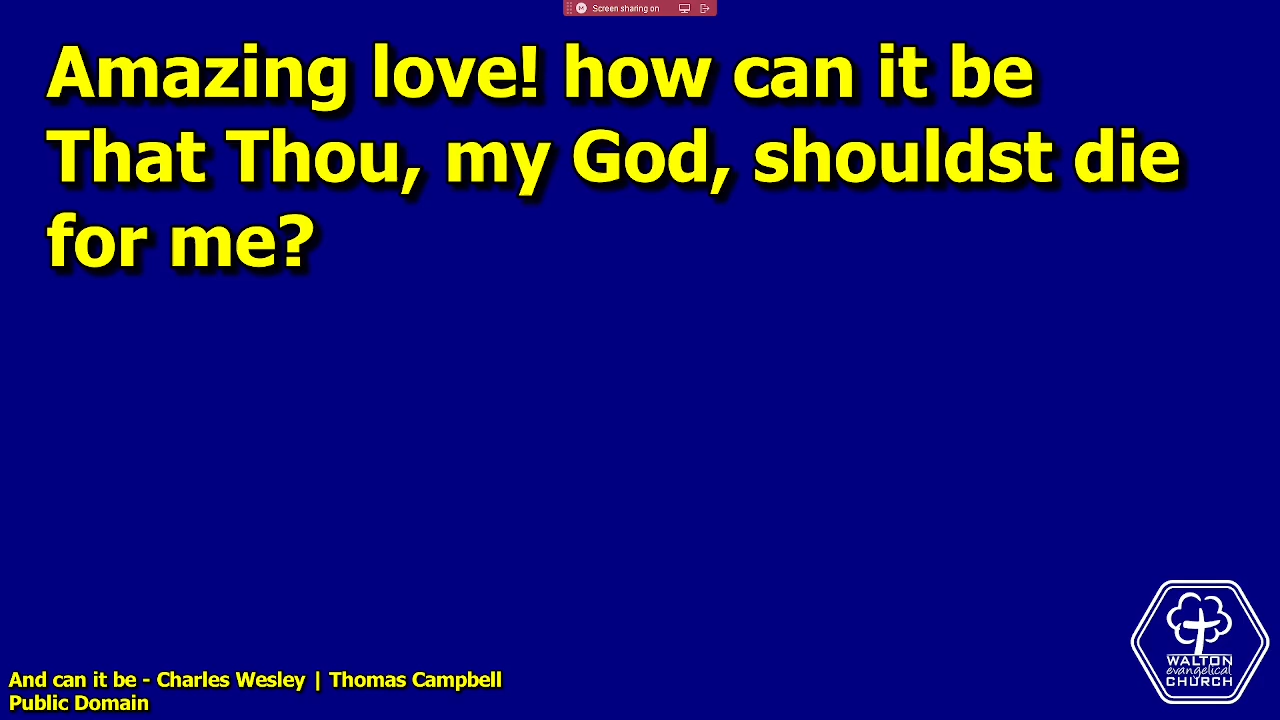 Screen sharing on
Amazing love! how can it be
That Thou, my God, shouldst die
for me?
WALTON
evangelical
CHURCH
And can it be - Charles Wesley | Thomas Campbell
Public Domain